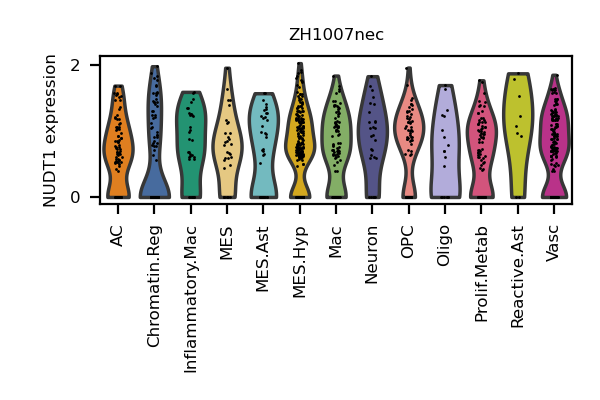 ZH1007nec
NUDT1 expression
2
0
AC
Chromatin.Reg
Inflammatory.Mac
MES
MES.Ast
MES.Hyp
Mac
Neuron
OPC
Oligo
Prolif.Metab
Reactive.Ast
Vasc